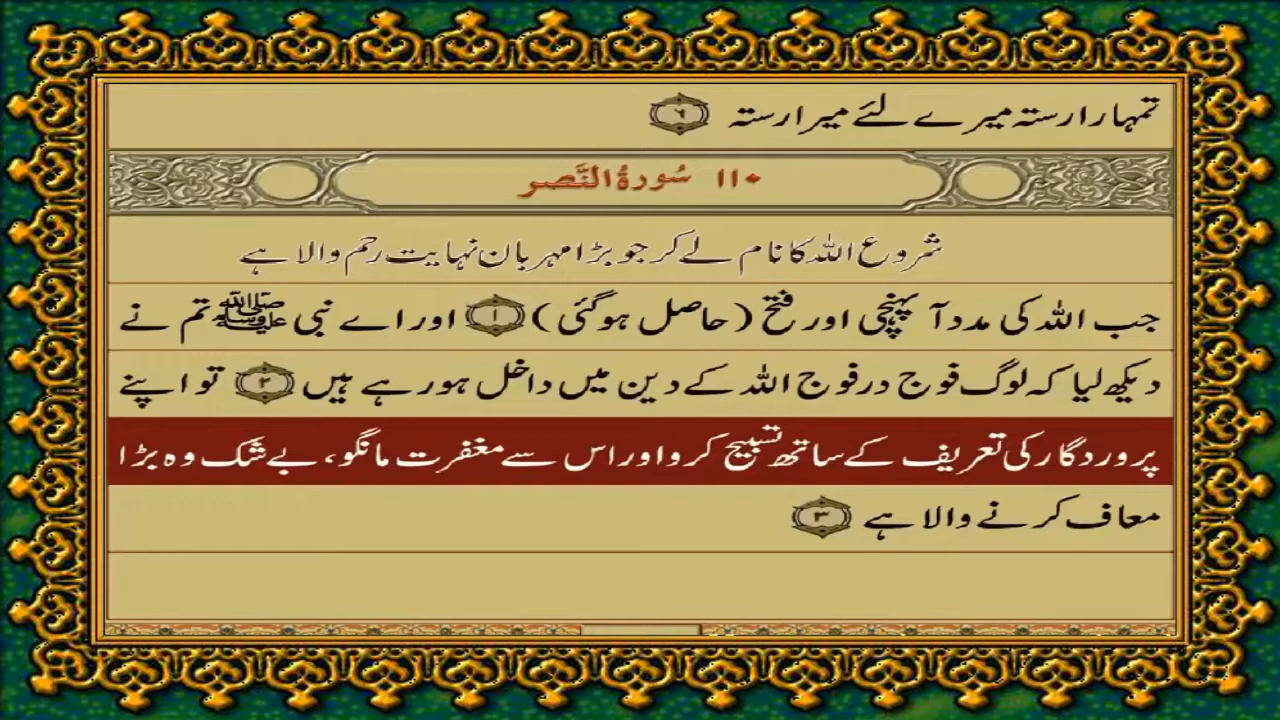 تمہارا رستہ میرے لئے میرا رستہ ۶
۱۱۰ سُورۃُ النَّصر
شروع اللہ کا نام لے کر جو بڑا مہربان نہایت رحم والا ہے
جب اللہ کی مدد آ پہنچی اور فتح (حاصل ہوگئی) ۱ اور اے نبی ﷺ تم نے
دیکھ لیا کہ لوگ فوج در فوج اللہ کے دین میں داخل ہو رہے ہیں ۲ تو اپنے
پروردگار کی تعریف کے ساتھ تسبیح کرو اور اس سے مغفرت مانگو، بے شک وہ بڑا
معاف کرنے والا ہے ۳